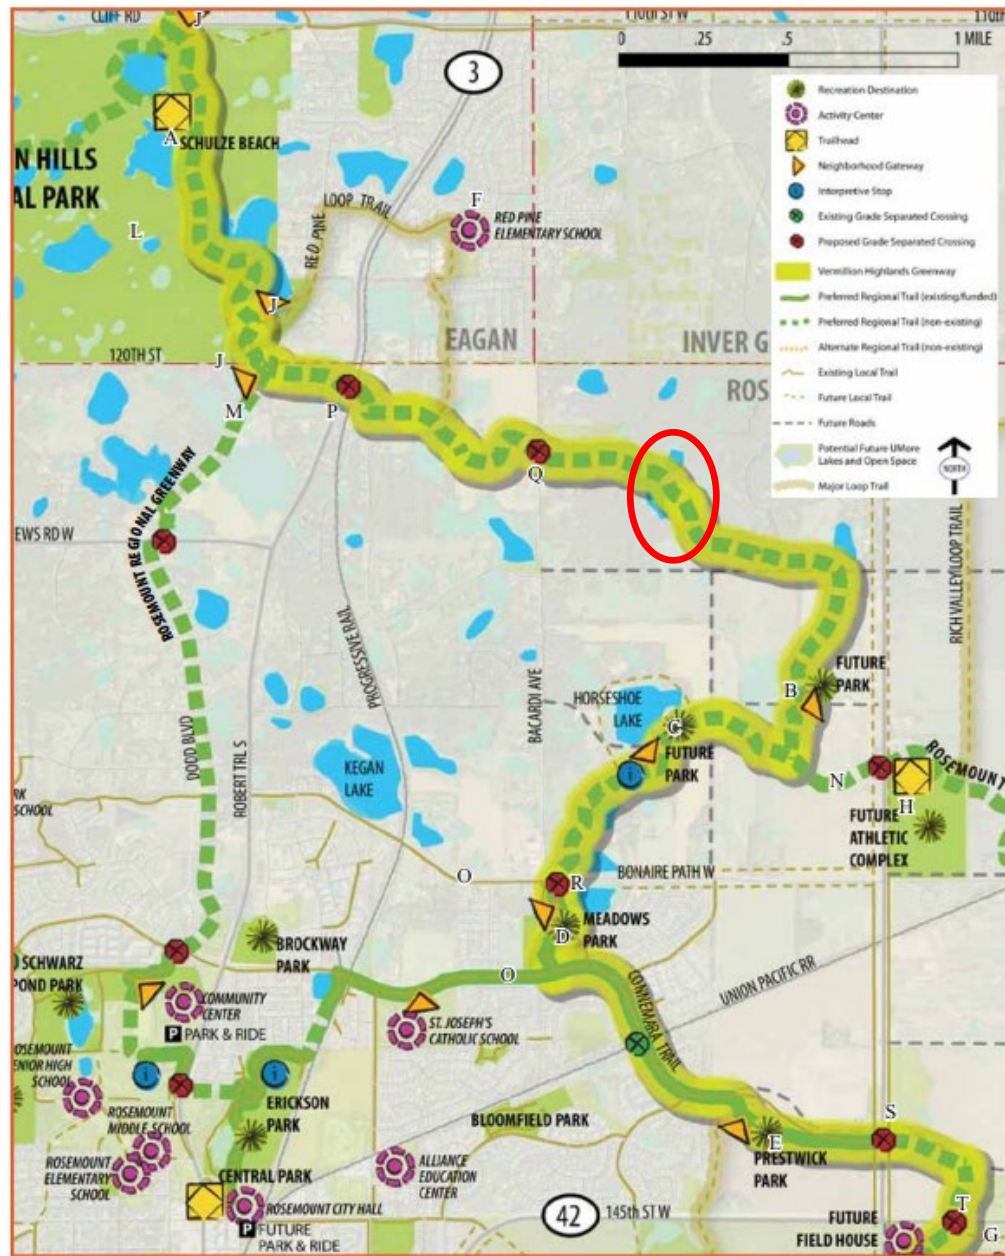 CLIFF RD
J
110TH ST W
110th
0 .25 .5 1 MILE
3
Recreation Destination
Activity Center
Trailhead
Neighborhood Gateway
Interpretive Stop
Existing Grade Separated Crossing
Proposed Grade Separated Crossing
Vermillion Highlands Greenway
Preferred Regional Trail (existing/funded)
Preferred Regional Trail (non-existing)
Alternate Regional Trail (non-existing)
Existing Local Trail
Future Local Trail
Future Roads
Potential Future UMore
Lakes and Open Space
Major Loop Trail
NORTH
A
SCHULZE BEACH
N HILLS
AL PARK
L
RED PINE
LOOP TRAIL
F
RED PINE
ELEMENTARY SCHOOL
J
EAGAN
INVER G
120TH ST
J
ROS
M
P
Q
ROSEMOUNT REGIONAL GREENWAY
EWS RD W
RICH VALLEY LOOP TRAIL
PROGRESSIVE RAIL
DODD BLVD
ROBERT TRL S
BACARDI AVE
HORSESHOE
LAKE
B
FUTURE
PARK
C
FUTURE
PARK
KEGAN
LAKE
i
N
ROSEMOUNT
H
FUTURE
ATHLETIC
COMPLEX
RK
SCHOOL
O
R
BONAIRE PATH W
D
MEADOWS
PARK
BROCKWAY
PARK
SCHWARZ
POND PARK
O
CONNEMARA TRAIL
UNION PACIFIC RR
COMMUNITY
CENTER
P PARK & RIDE
ST. JOSEPH'S
CATHOLIC SCHOOL
ROSEMOUNT
ENIOR HIGH
SCHOOL
i
i
ERICKSON
PARK
ROSEMOUNT
MIDDLE SCHOOL
BLOOMFIELD PARK
S
E
PRESTWICK
PARK
ROSEMOUNT
ELEMENTARY
SCHOOL
CENTRAL PARK
ALLIANCE
EDUCATION
CENTER
ROSEMOUNT CITY HALL
P FUTURE
PARK & RIDE
42
145th ST W
FUTURE
FIELD HOUSE
T
G